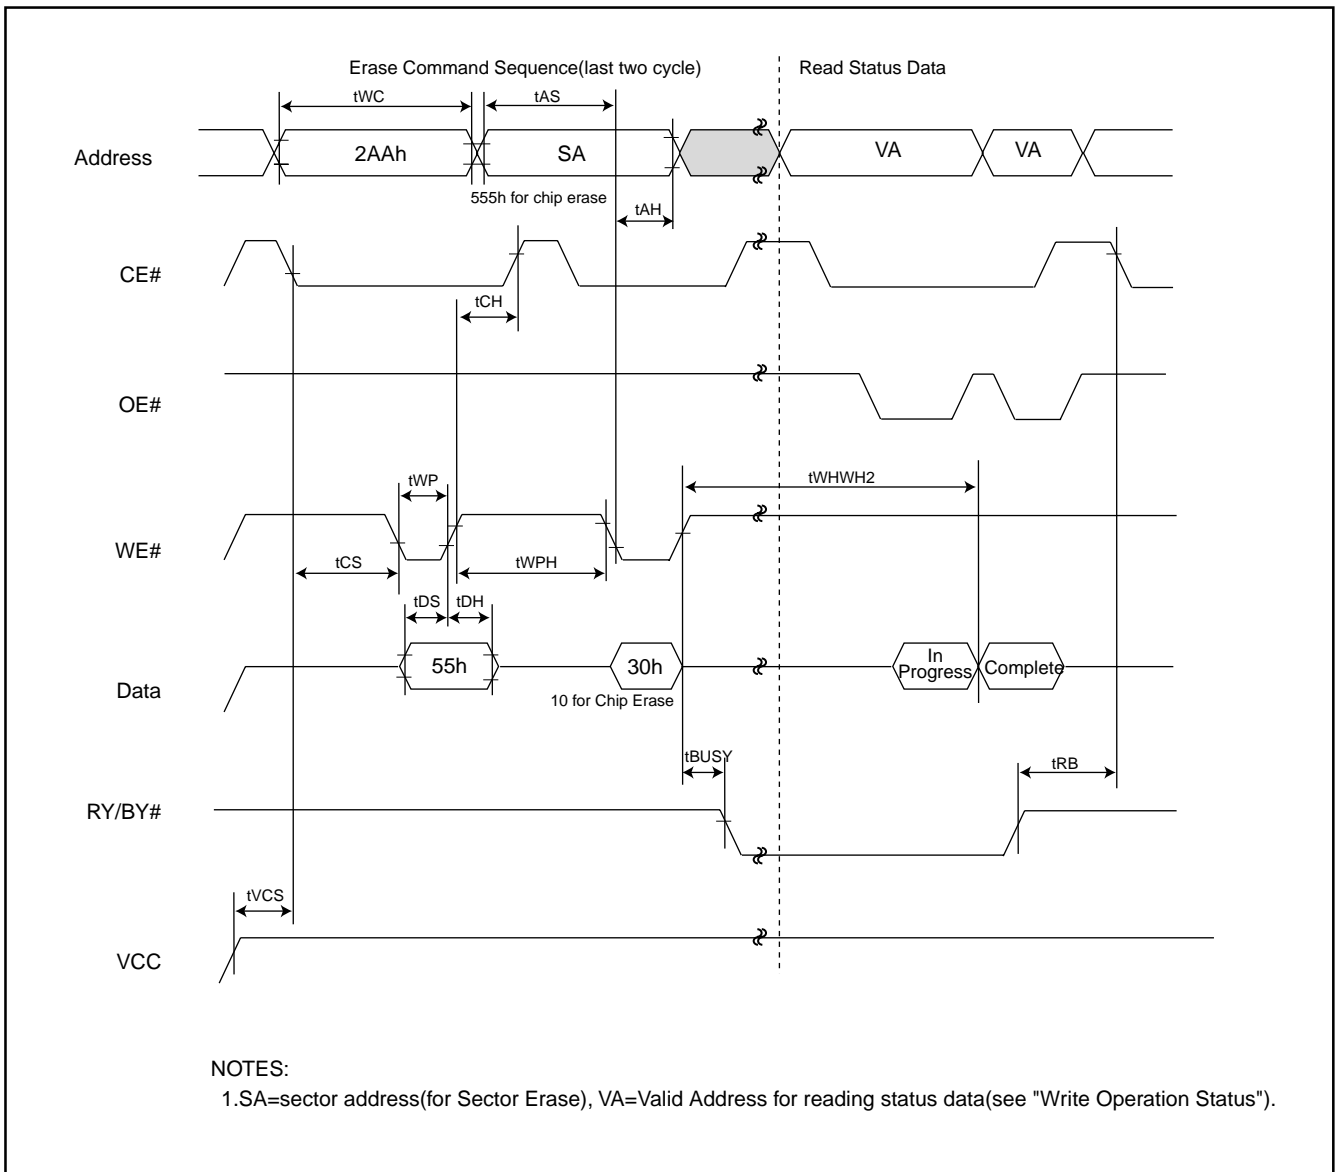 Erase Command Sequence(last two cycle)
Read Status Data
tWC
tAS
Address
2AAh
SA
VA
VA
555h for chip erase
tAH
CE#
tCH
OE#
tWP
tWHWH2
WE#
tCS
tWPH
tDS
tDH
Data
55h
30h
In
Progress
Complete
10 for Chip Erase
tBUSY
tRB
RY/BY#
tVCS
VCC
NOTES:
1.SA=sector address(for Sector Erase), VA=Valid Address for reading status data(see "Write Operation Status").